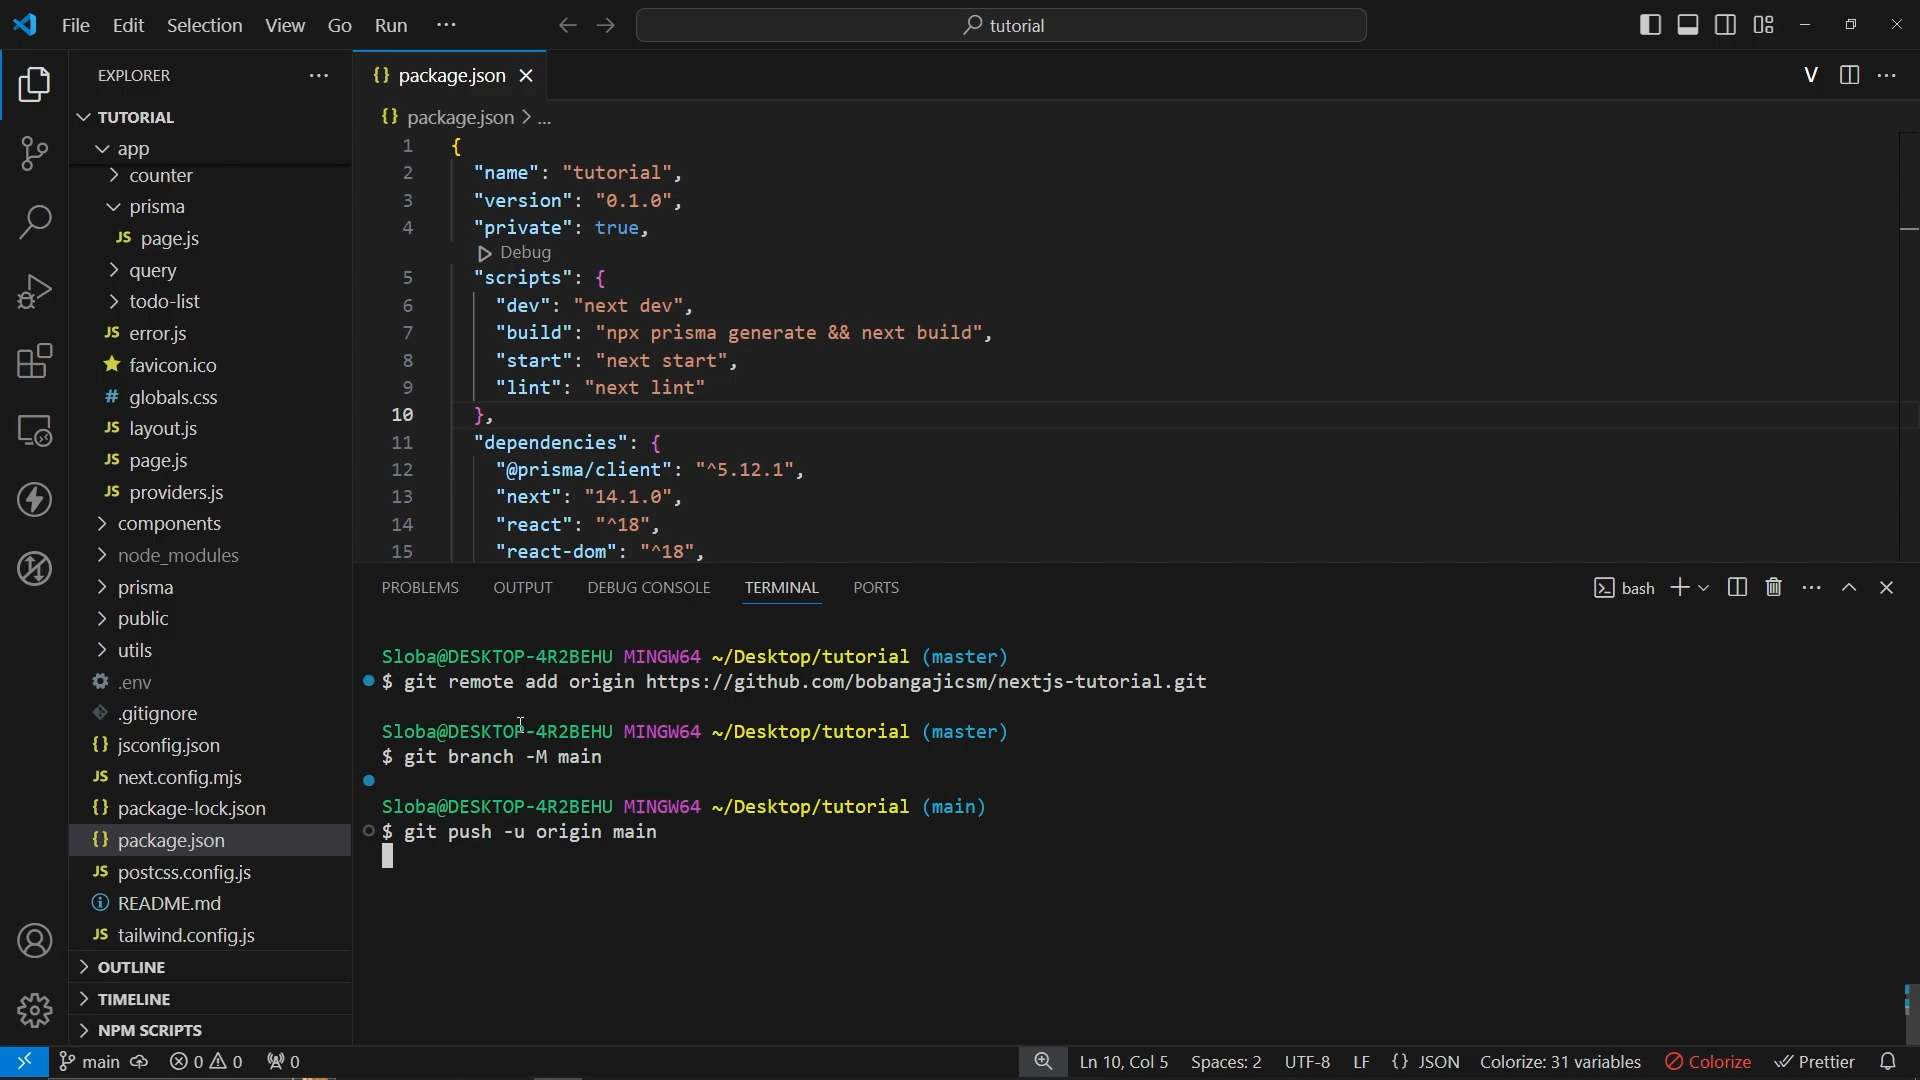 File Edit Selection View Go Run ···
tutorial
EXPLORER
TUTORIAL
app
counter
prisma
JS page.js
query
todo-list
JS error.js
favicon.ico
# globals.css
JS layout.js
JS page.js
JS providers.js
components
node_modules
prisma
public
utils
.env
.gitignore
{} jsconfig.json
JS next.config.mjs
{} package-lock.json
{} package.json
JS postcss.config.js
README.md
JS tailwind.config.js
OUTLINE
TIMELINE
NPM SCRIPTS
{} package.json
V
{} package.json > ...
1 {
2 "name": "tutorial",
3 "version": "0.1.0",
4 "private": true,
Debug
5 "scripts": {
6 "dev": "next dev",
7 "build": "npx prisma generate && next build",
8 "start": "next start",
9 "lint": "next lint"
10 },
11 "dependencies": {
12 "@prisma/client": "^5.12.1",
13 "next": "14.1.0",
14 "react": "^18",
15 "react-dom": "^18",
PROBLEMS OUTPUT DEBUG CONSOLE TERMINAL PORTS
bash
Sloba@DESKTOP-4R2BEHU MINGW64 ~/Desktop/tutorial (master)
$ git remote add origin https://github.com/bobangajicsm/nextjs-tutorial.git
Sloba@DESKTOP-4R2BEHU MINGW64 ~/Desktop/tutorial (master)
$ git branch -M main
Sloba@DESKTOP-4R2BEHU MINGW64 ~/Desktop/tutorial (main)
$ git push -u origin main
main 0 0 0
Ln 10, Col 5 Spaces: 2 UTF-8 LF {} JSON Colorize: 31 variables Colorize Prettier